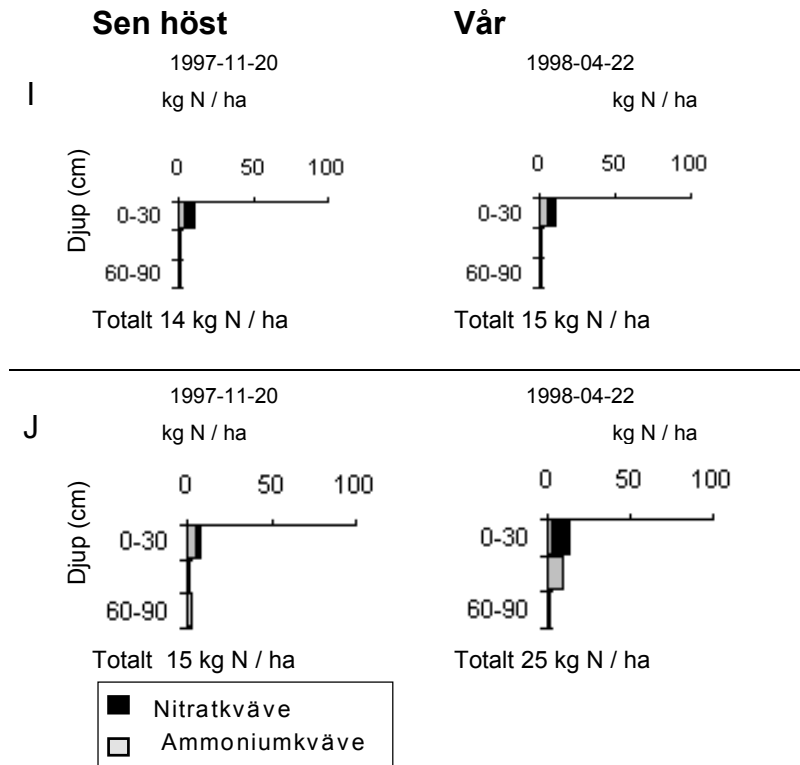 Sen höst Vår
1997-11-20 1998-04-22
I
kg N / ha kg N / ha
0 50 100 0 50 100
Djup (cm)
0-30 0-30
60-90 60-90
Totalt 14 kg N / ha Totalt 15 kg N / ha
1997-11-20 1998-04-22
J
kg N / ha kg N / ha
0 50 100 0 50 100
Djup (cm)
0-30 0-30
60-90 60-90
Totalt 15 kg N / ha Totalt 25 kg N / ha
Nitratkväve
Ammoniumkväve